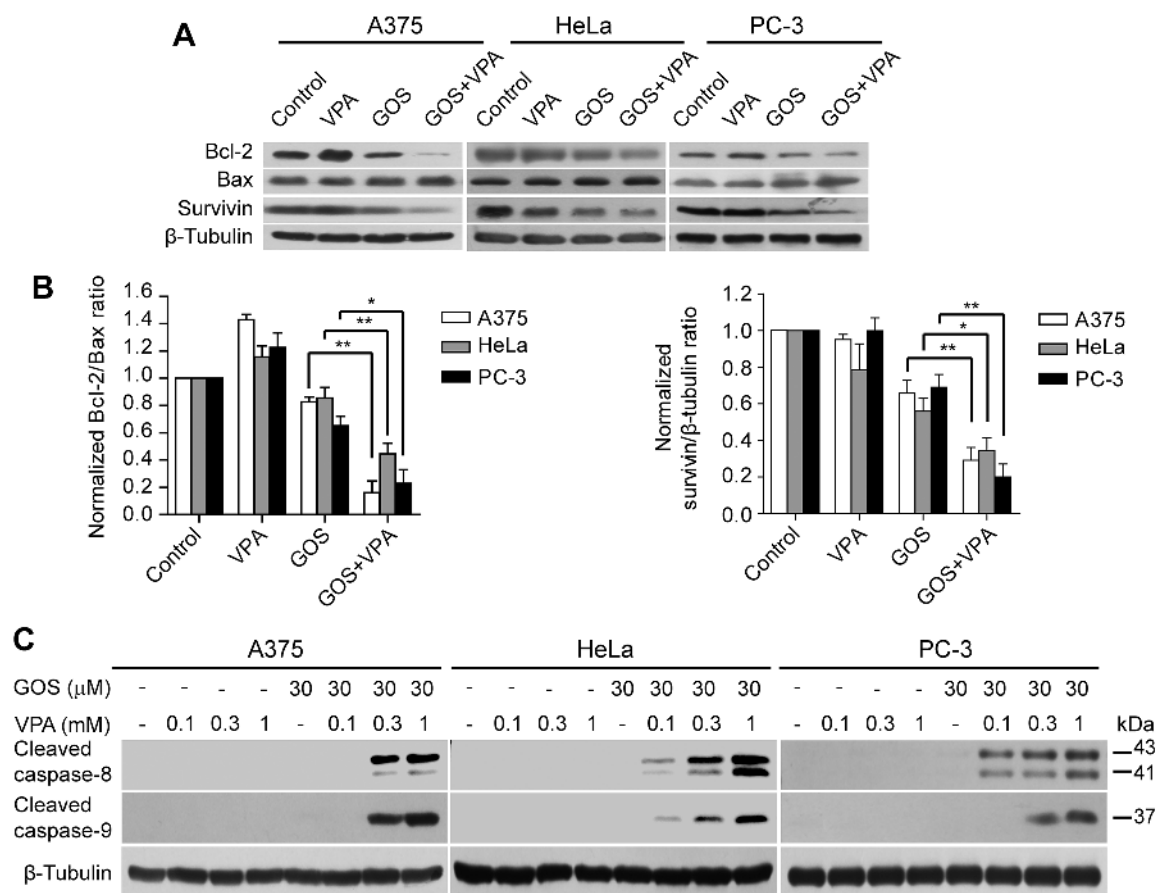 A
A375 HeLa PC-3
Control VPA GOS GOS+VPA Control VPA GOS GOS+VPA Control VPA GOS GOS+VPA
Bcl-2
Bax
Survivin
β-Tubulin
B
Normalized Bcl-2/Bax ratio
1.6
1.4
1.2
1.0
0.8
0.6
0.4
0.2
0.0
* ** **
A375
HeLa
PC-3
Control VPA GOS GOS+VPA
Normalized
survivin/β-tubulin ratio
1.2
1.0
0.8
0.6
0.4
0.2
0.0
** * **
A375
HeLa
PC-3
Control VPA GOS GOS+VPA
C
A375 HeLa PC-3
GOS (μM) - - - - 30 30 30 30 - - - - 30 30 30 30 - - - - 30 30 30 30
VPA (mM) - 0.1 0.3 1 - 0.1 0.3 1 - 0.1 0.3 1 - 0.1 0.3 1 - 0.1 0.3 1 - 0.1 0.3 1 kDa
Cleaved
caspase-8
43
41
Cleaved
caspase-9
37
β-Tubulin